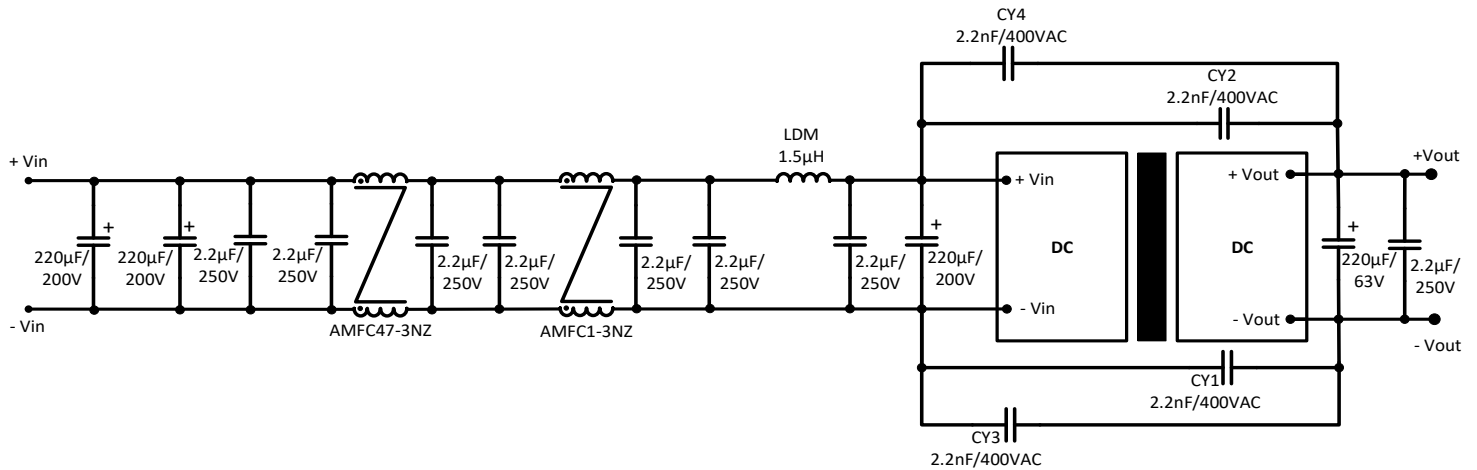 CY4
2.2nF/400VAC
CY2
2.2nF/400VAC
LDM
1.5µH
+ Vin
+ Vin
+ Vout
+Vout
+
220µF/
200V
+
220µF/
200V
2.2µF/
250V
2.2µF/
250V
2.2µF/
250V
2.2µF/
250V
2.2µF/
250V
2.2µF/
250V
2.2µF/
250V
+
220µF/
200V
DC
DC
+
220µF/
63V
2.2µF/
250V
- Vin
AMFC47-3NZ
AMFC1-3NZ
- Vin
- Vout
- Vout
CY1
2.2nF/400VAC
CY3
2.2nF/400VAC